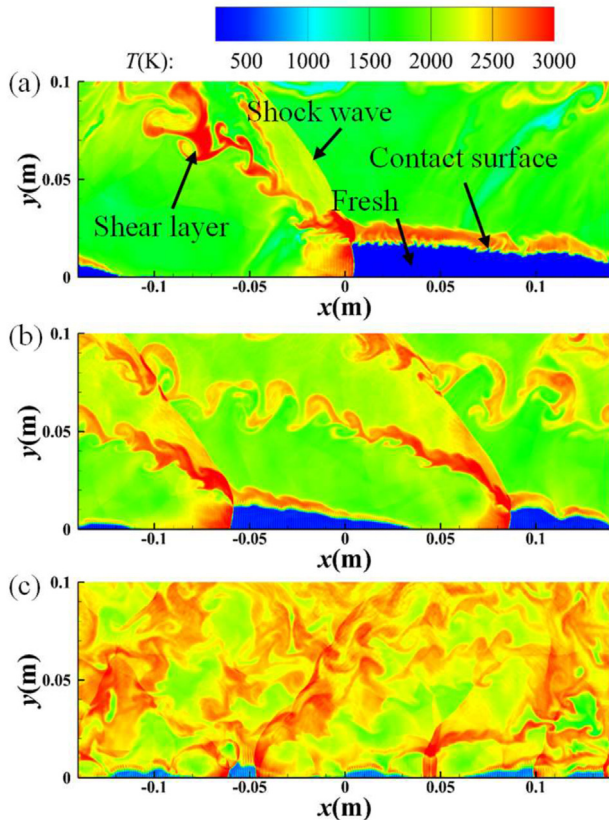 T(K): 500 1000 1500 2000 2500 3000
(a)
0.1
Shock wave
Contact surface
y(m)
0.05
Fresh
Shear layer
0
-0.1 -0.05 0 0.05 0.1
x(m)
(b)
0.1
y(m)
0.05
0
-0.1 -0.05 0 0.05 0.1
x(m)
(c)
0.1
y(m)
0.05
0
-0.1 -0.05 0 0.05 0.1
x(m)